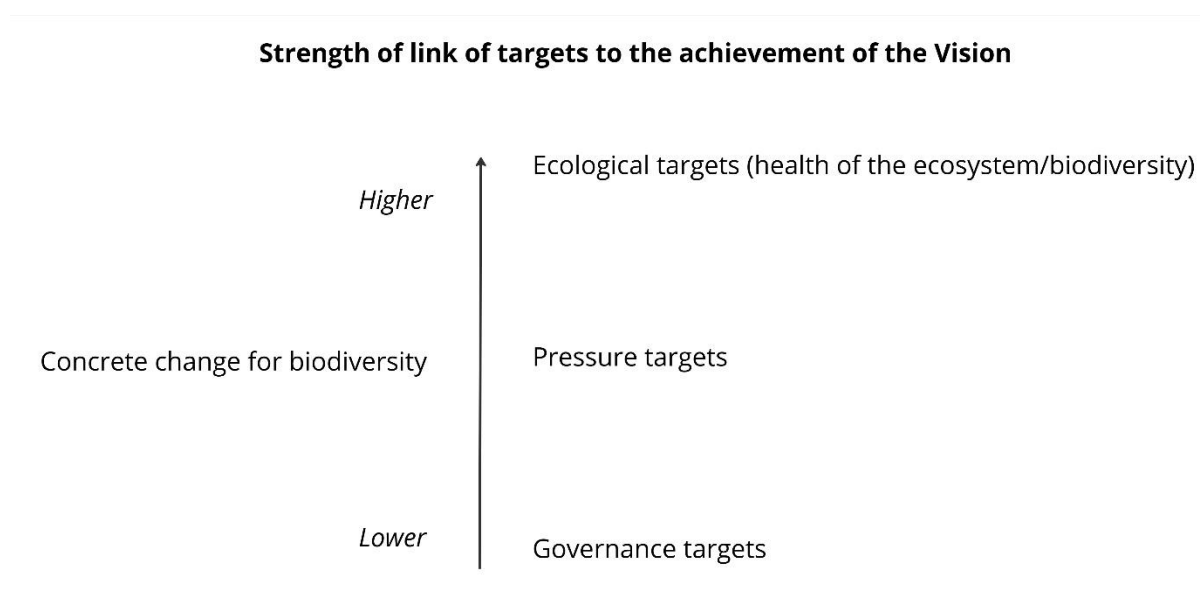 Strength of link of targets to the achievement of the Vision
Ecological targets (health of the ecosystem/biodiversity)
Higher
Concrete change for biodiversity
Pressure targets
Lower
Governance targets